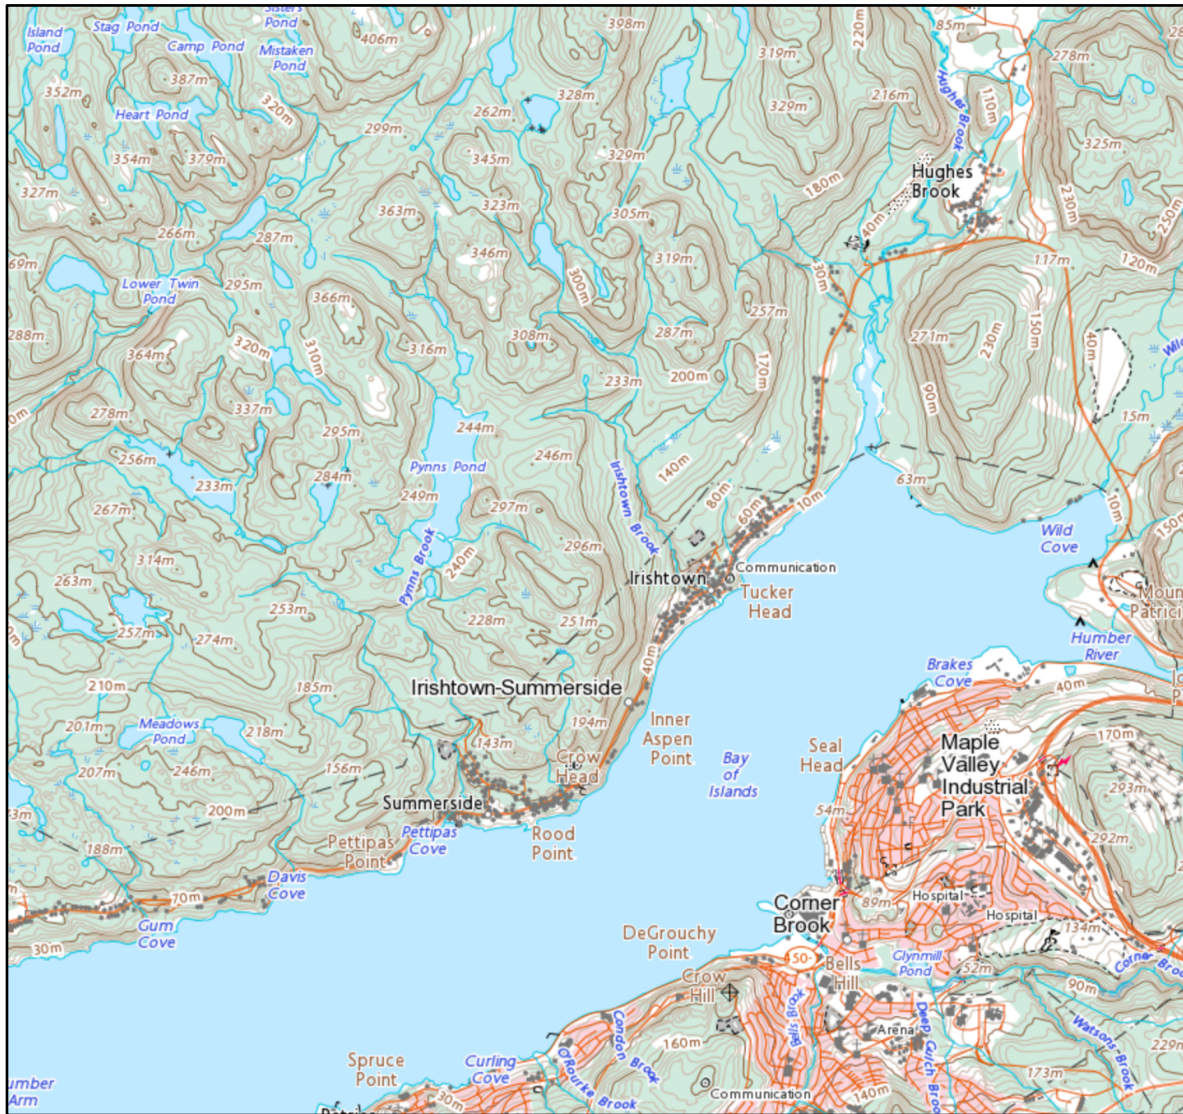 Island
Pond
Stag Pond
Camp Pond
Sisters
Pond
Mistaken
Pond
406m
398m
319m
220m
85m
278m
387m
352m
Heart Pond
320m
262m
328m
299m
329m
216m
Hughes Brook
110m
325m
354m
379m
345m
329m
327m
363m
323m
305m
180m
Hughes
Brook
230m
250m
266m
287m
346m
319m
40m
30m
117m
120m
69m
Lower Twin
Pond
295m
366m
300m
257m
288m
364m
320m
310m
316m
308m
287m
170m
271m
230m
150m
40m
233m
200m
90m
15m
278m
337m
295m
244m
256m
233m
284m
Pynns Pond
246m
Irishtown Brook
140m
80m
60m
10m
63m
10m
267m
249m
297m
Wild
Cove
150m
314m
Pynns Brook
240m
296m
263m
253m
Irishtown
Communication
Tucker
Head
257m
274m
228m
251m
40m
Humber
River
210m
185m
Irishtown-Summerside
Brakes
Cove
40m
201m
Meadows
Pond
218m
194m
143m
Inner
Aspen
Point
Seal
Head
Maple
Valley
Industrial
Park
170m
207m
246m
156m
Crow
Head
Bay
of
Islands
293m
200m
Summerside
54m
188m
Pettipas
Point
Pettipas
Cove
Rood
Point
292m
70m
Davis
Cove
Gum
Cove
30m
Corner
Brook
89m
Hospital
Hospital
134m
DeGrouchy
Point
450
Bells
Hill
Glynmill
Pond
52m
Corner
90m
Crow
Hill
Bells Brook
Deep Gulch Brook
Watsons Brook
Arena
Condon Brook
160m
229m
Spruce
Point
Curling
Cove
O'Rourke Brook
173m
Communication
140m
30m
Arm